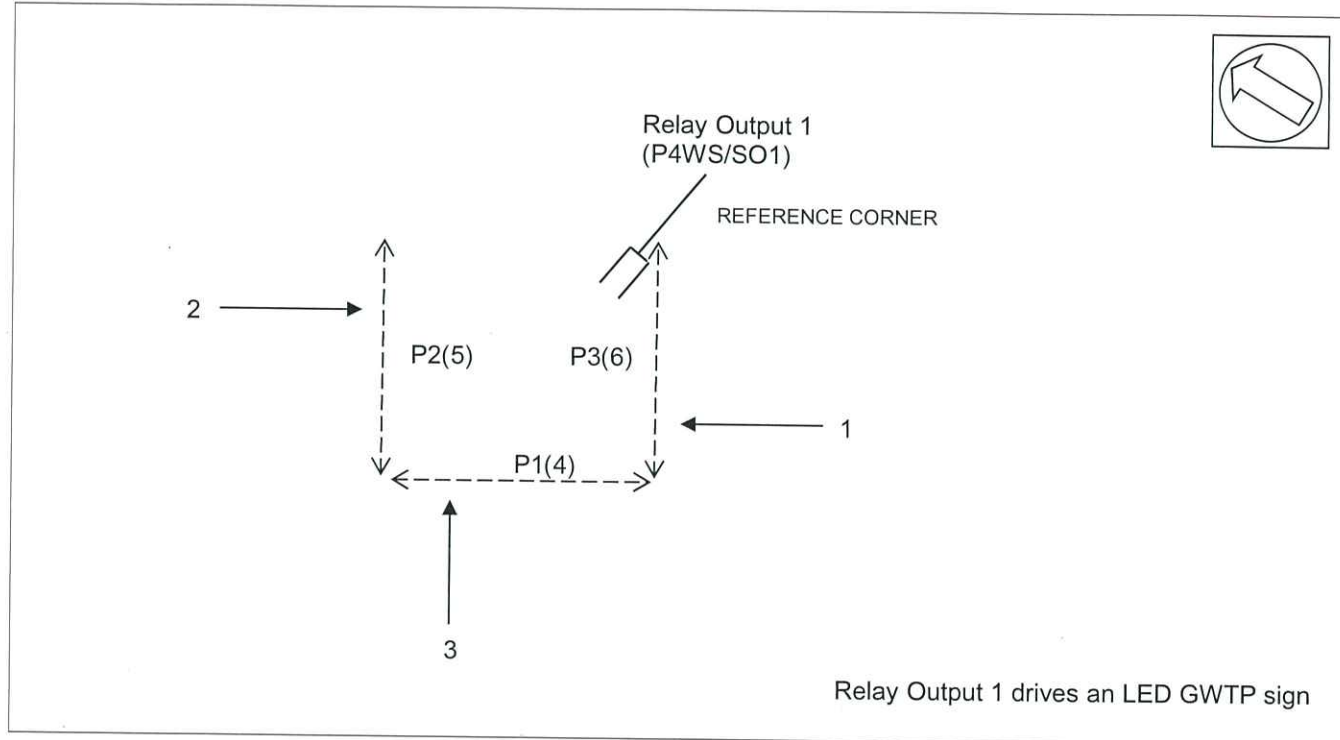 Relay Output 1
(P4WS/SO1)
REFERENCE CORNER
2
P2(5)
P3(6)
1
P1(4)
3
Relay Output 1 drives an LED GWTP sign